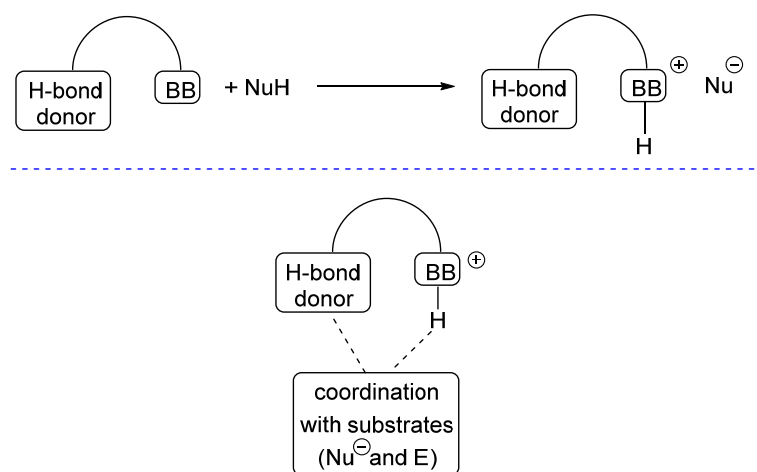 H-bond
donor
BB
+ NuH
H-bond
donor
BB ⊕
H
Nu ⊖
H-bond
donor
BB ⊕
H
coordination
with substrates
(Nu⊖ and E)